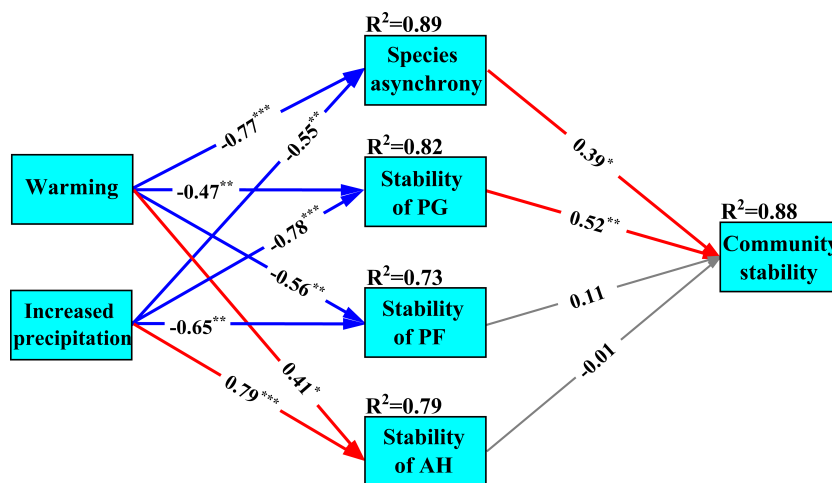 R²=0.89
Species
asynchrony
-0.77***
-0.55**
R²=0.82
Stability
of PG
0.39*
Warming
-0.47**
-0.78***
0.52**
R²=0.88
Community
stability
-0.56**
R²=0.73
Stability
of PF
0.11
Increased
precipitation
-0.65**
-0.01
0.79***
0.41*
R²=0.79
Stability
of AH